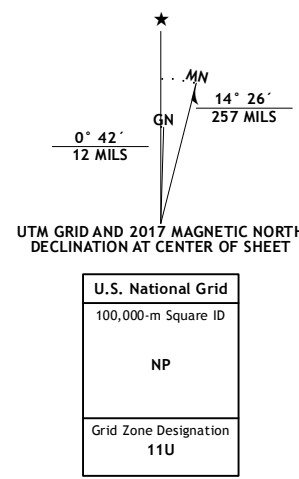 MN
GN
14° 26´
257 MILS
0° 42´
12 MILS
UTM GRID AND 2017 MAGNETIC NORTH
DECLINATION AT CENTER OF SHEET
U.S. National Grid
100,000-m Square ID
NP
Grid Zone Designation
11U